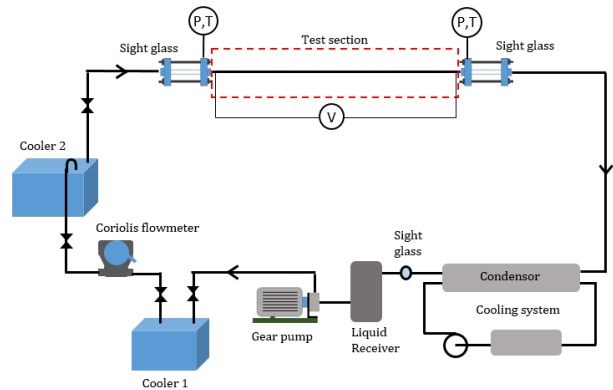 P,T
P,T
Test section
Sight glass
Sight glass
V
Cooler 2
Coriolis flowmeter
Sight
glass
Condensor
Cooling system
Gear pump
Liquid
Receiver
Cooler 1